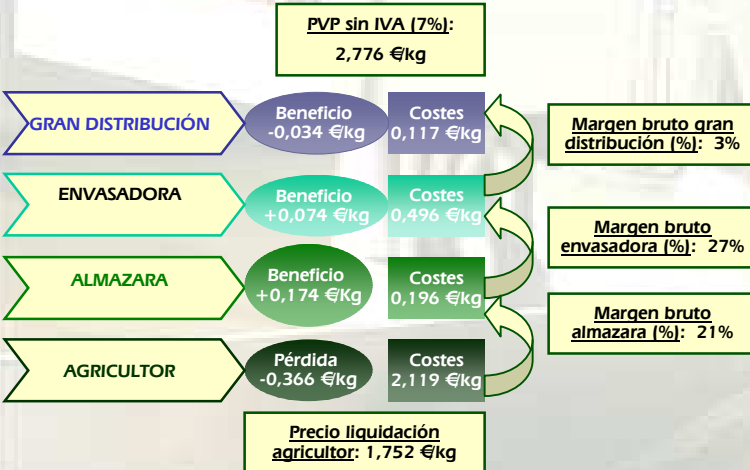 PVP sin IVA (7%):
2,776 €/kg
GRAN DISTRIBUCIÓN
Beneficio
-0,034 €/kg
Costes
0,117 €/kg
Margen bruto gran
distribución (%): 3%
ENVASADORA
Beneficio
+0,074 €/kg
Costes
0,496 €/kg
Margen bruto
envasadora (%): 27%
ALMAZARA
Beneficio
+0,174 €/Kg
Costes
0,196 €/kg
Margen bruto
almazara (%): 21%
AGRICULTOR
Pérdida
-0,366 €/kg
Costes
2,119 €/kg
Precio liquidación
agricultor: 1,752 €/kg